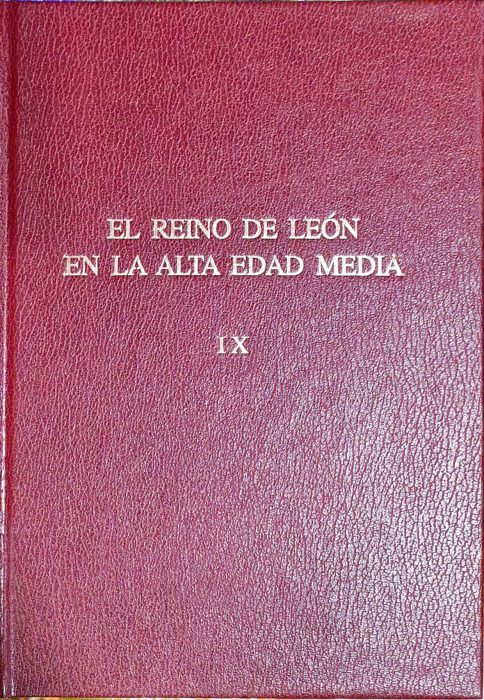 EL REINO DE LEÓN
EN LA ALTA EDAD MEDIA
IX